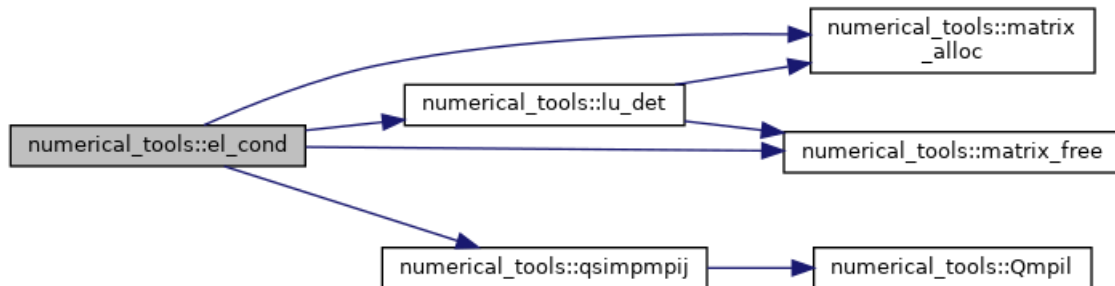 numerical_tools::matrix
_alloc
numerical_tools::lu_det
numerical_tools::el_cond
numerical_tools::matrix_free
numerical_tools::qsimpmpij
numerical_tools::Qmpil